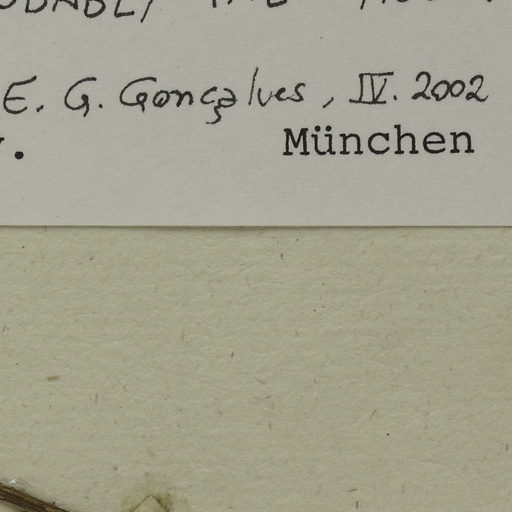 E. G. Gonçalves, IV. 2002
München